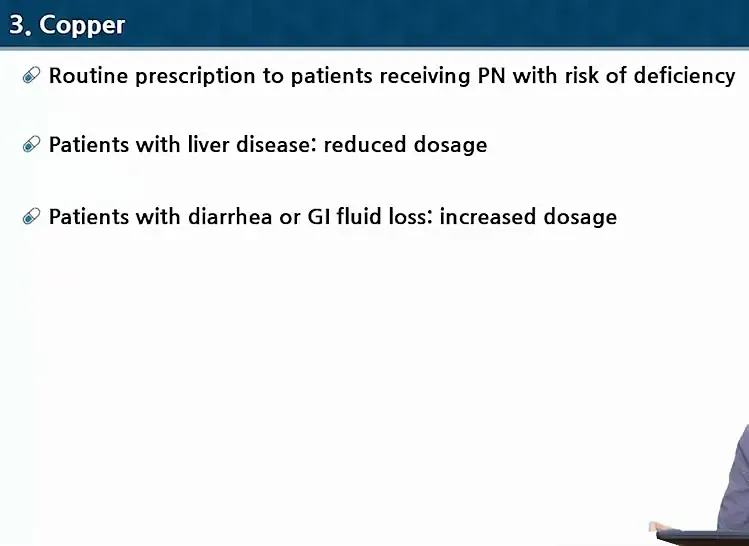 3. Copper
Routine prescription to patients receiving PN with risk of deficiency
Patients with liver disease: reduced dosage
Patients with diarrhea or GI fluid loss: increased dosage